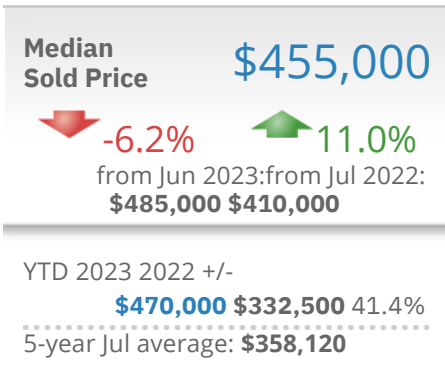 Median
Sold Price
$455,000
-6.2%
11.0%
from Jun 2023:from Jul 2022:
$485,000 $410,000
YTD 2023 2022 +/-
$470,000 $332,500 41.4%
5-year Jul average: $358,120